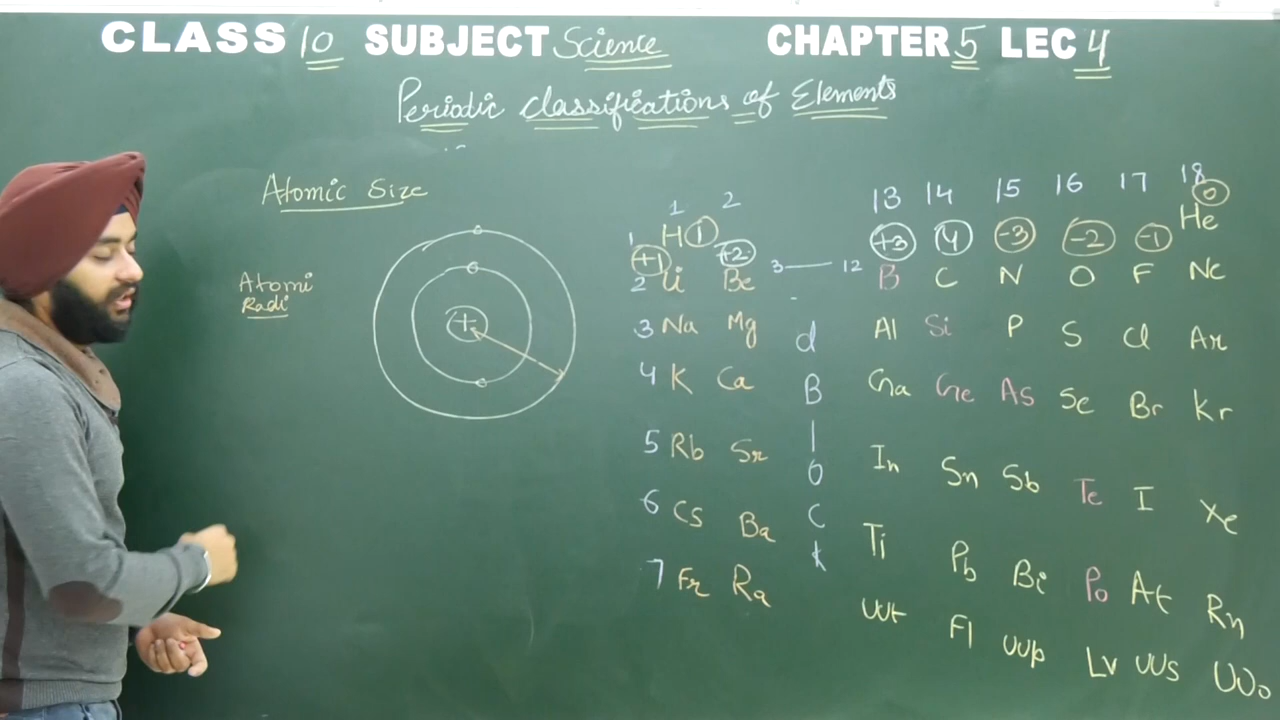 CLASS 10 SUBJECT Science CHAPTER 5 LEC 4
Periodic classifications of Elements
Atomic Size
Atomi
Radi
+
1 2 13 14 15 16 17 18
0
1 H 1 He
+1 +2 3 — 12 +3 4 -3 -2 -1
2 Li Be B C N O F Ne
3 Na Mg Al Si P S Cl Ar
4 K Ca Ga Ge As Se Br Kr
5 Rb Sr In Sn Sb Te I Xe
6 Cs Ba Ti Pb Bi Po At Rn
7 Fr Ra UUt Fl UUp Lv UUs UUo
d
B
l
O
C
k